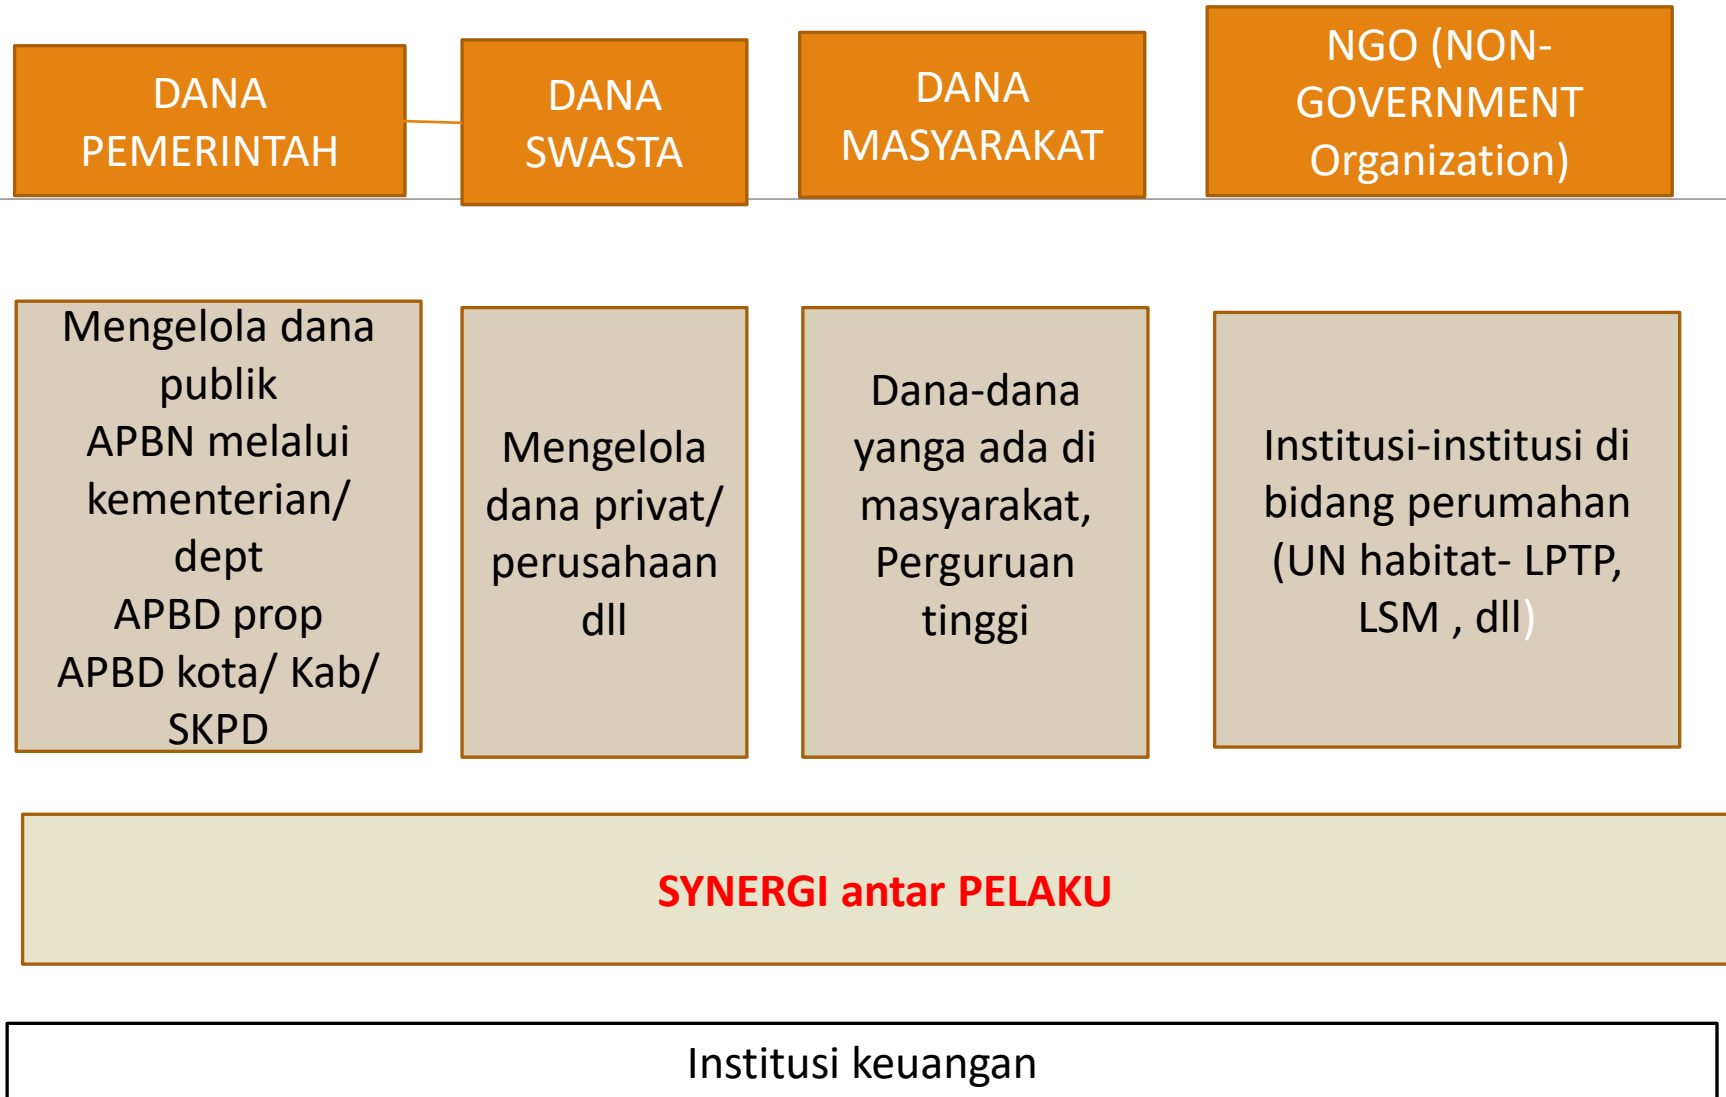 DANA
PEMERINTAH
DANA
SWASTA
DANA
MASYARAKAT
NGO (NON-
GOVERNMENT
Organization)
Mengelola dana
publik
APBN melalui
kementerian/
dept
APBD prop
APBD kota/ Kab/
SKPD
Mengelola
dana privat/
perusahaan
dll
Dana-dana
yanga ada di
masyarakat,
Perguruan
tinggi
Institusi-institusi di
bidang perumahan
(UN habitat- LPTP,
LSM , dll)
SYNERGI antar PELAKU
Institusi keuangan